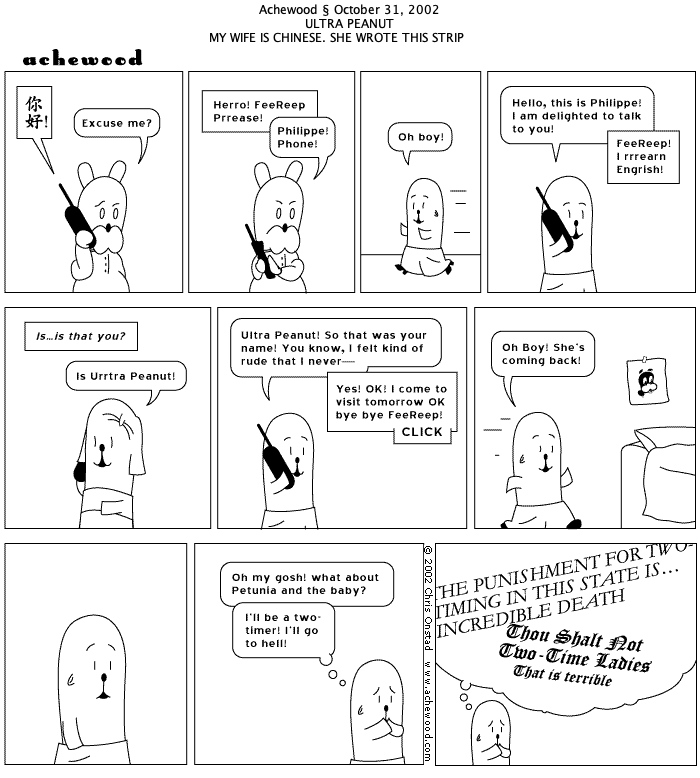 Achewood § October 31, 2002
ULTRA PEANUT
MY WIFE IS CHINESE. SHE WROTE THIS STRIP
achewood
你
好!
Excuse me?
Herro! FeeReep
Prrease!
Philippe!
Phone!
Oh boy!
Hello, this is Philippe!
I am delighted to talk
to you!
FeeReep!
I rrrearn
Engrish!
Is...is that you?
Is Urrtra Peanut!
Ultra Peanut! So that was your
name! You know, I felt kind of
rude that I never—
Yes! OK! I come to
visit tomorrow OK
bye bye FeeReep!
CLICK
Oh Boy! She's
coming back!
Oh my gosh! what about
Petunia and the baby?
I'll be a two-
timer! I'll go
to hell!
© 2002 Chris Onstad www.achewood.com
THE PUNISHMENT FOR TWO-
TIMING IN THIS STATE IS...
INCREDIBLE DEATH
Thou Shalt Not
Two-Time Ladies
That is terrible